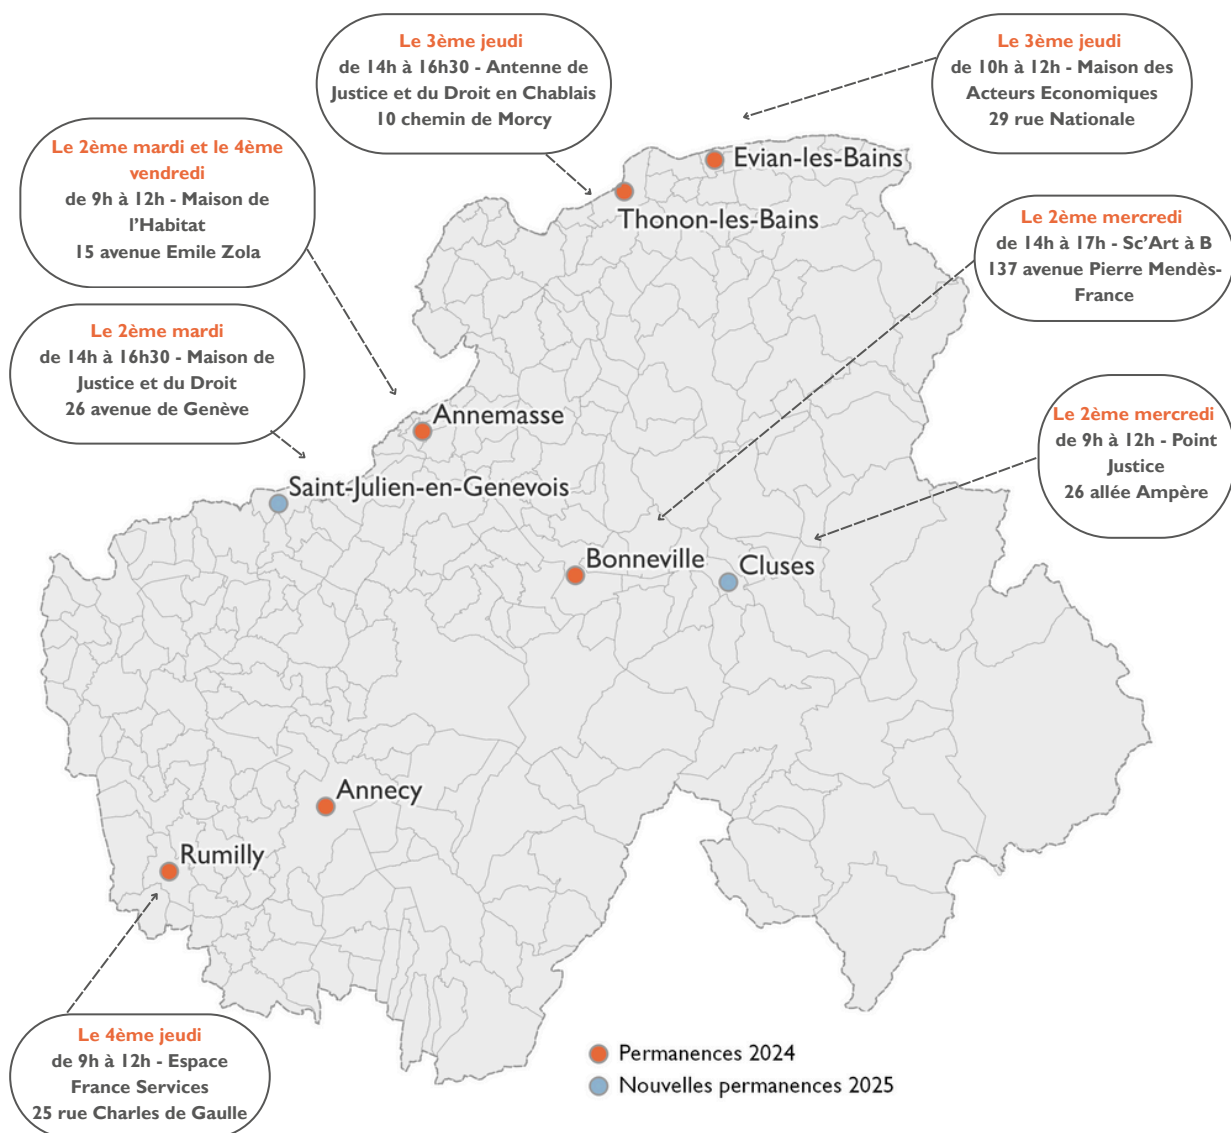 Le 3ème jeudi
de 14h à 16h30 - Antenne de
Justice et du Droit en Chablais
10 chemin de Morcy
Le 3ème jeudi
de 10h à 12h - Maison des
Acteurs Economiques
29 rue Nationale
Le 2ème mardi et le 4ème
vendredi
de 9h à 12h - Maison de
l'Habitat
15 avenue Emile Zola
Evian-les-Bains
Thonon-les-Bains
Le 2ème mercredi
de 14h à 17h - Sc'Art à B
137 avenue Pierre Mendès-
France
Le 2ème mardi
de 14h à 16h30 - Maison de
Justice et du Droit
26 avenue de Genève
Annemasse
Le 2ème mercredi
de 9h à 12h - Point
Justice
26 allée Ampère
Saint-Julien-en-Genevois
Bonneville
Cluses
Annecy
Rumilly
Le 4ème jeudi
de 9h à 12h - Espace
France Services
25 rue Charles de Gaulle
Permanences 2024
Nouvelles permanences 2025